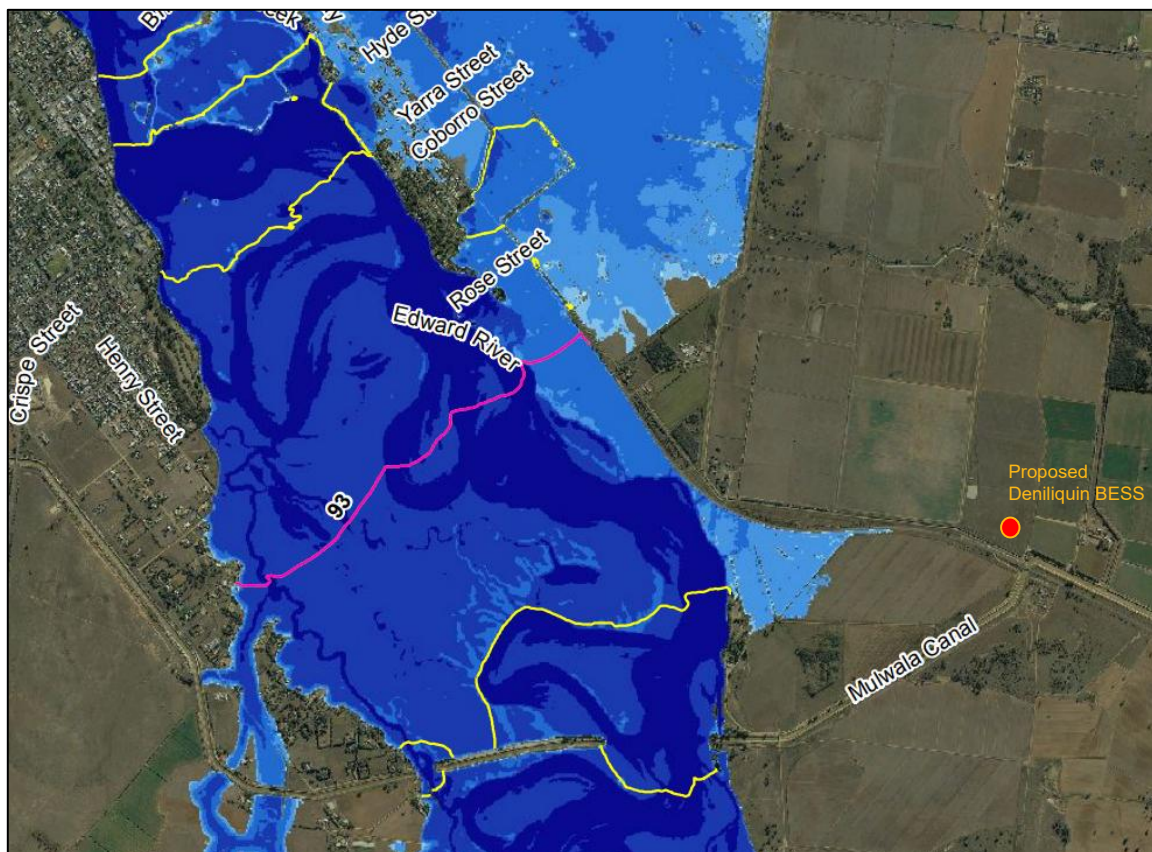 Hyde St
Yarra Street
Coborro Street
Rose Street
Edward River
Crispe Street
Henry Street
93
Proposed
Deniliquin BESS
Mulwala Canal